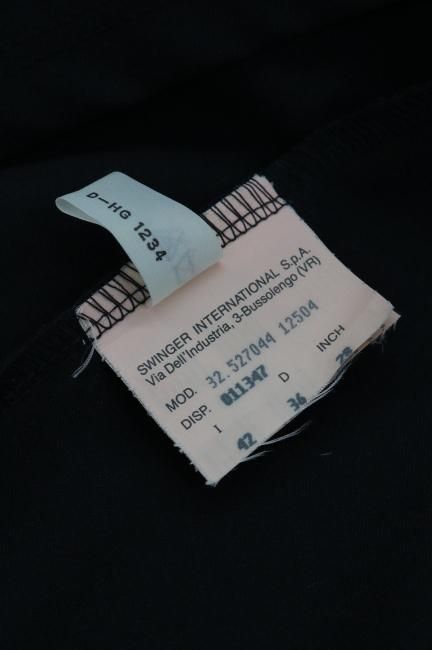 D-HG 1234
SWINGER INTERNATIONAL S.p.A.
Via Dell'Industria, 3-Bussolengo (VR)
MOD. 32.527044 12504
DISP. 011347
I D INCH
42 36 28